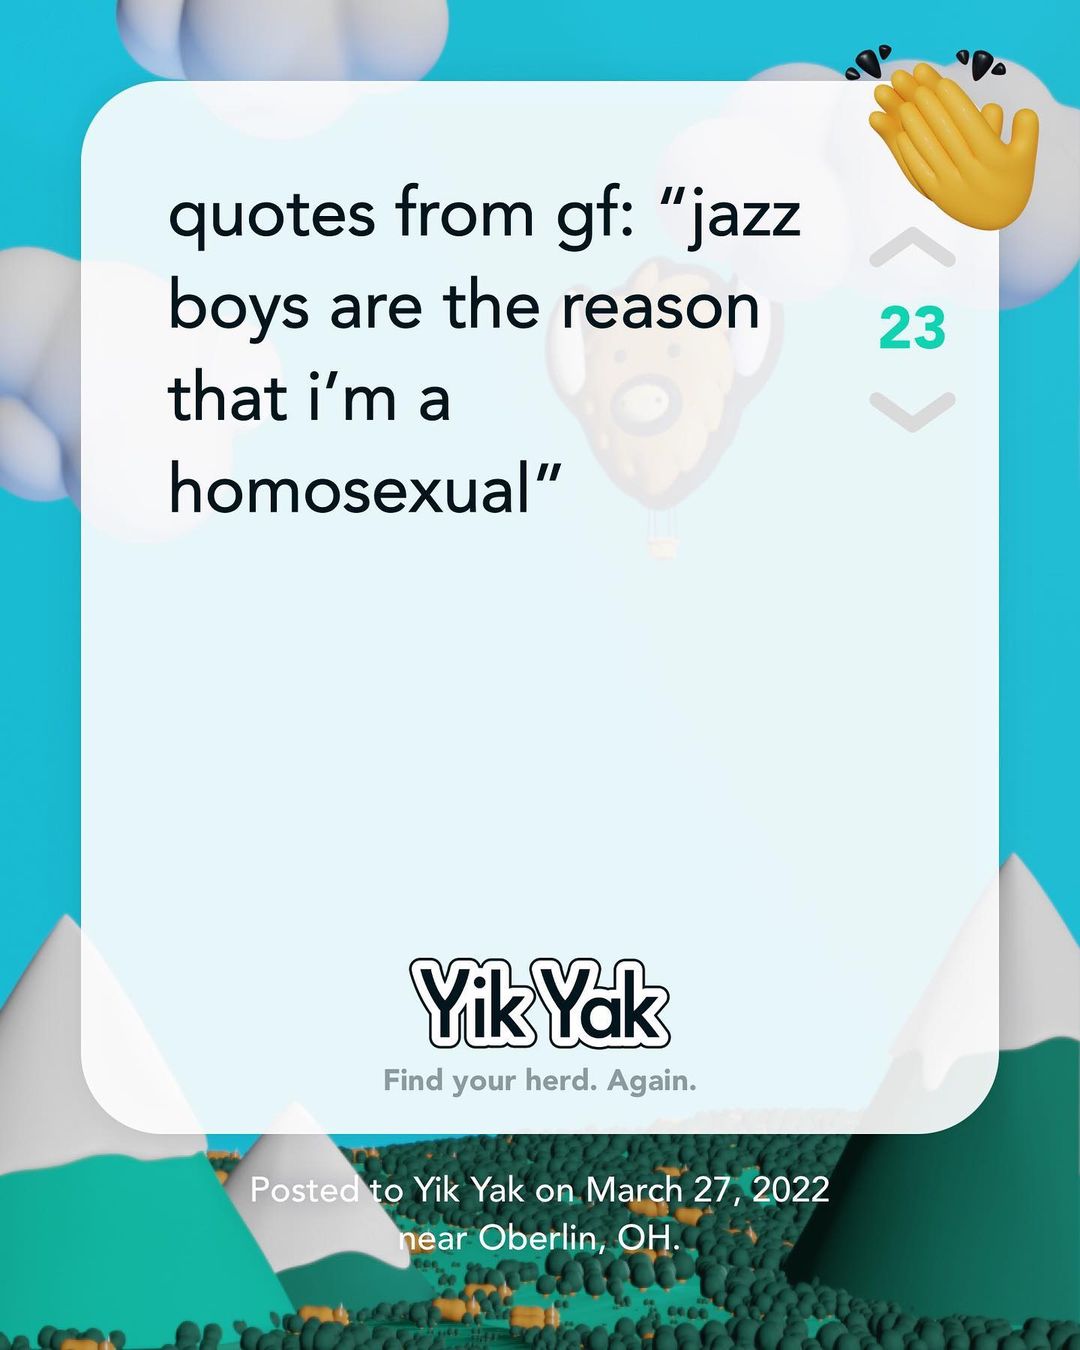 quotes from gf: “jazz
boys are the reason
that i’m a
homosexual”
23
Yik Yak
Find your herd. Again.
Posted to Yik Yak on March 27, 2022
near Oberlin, OH.